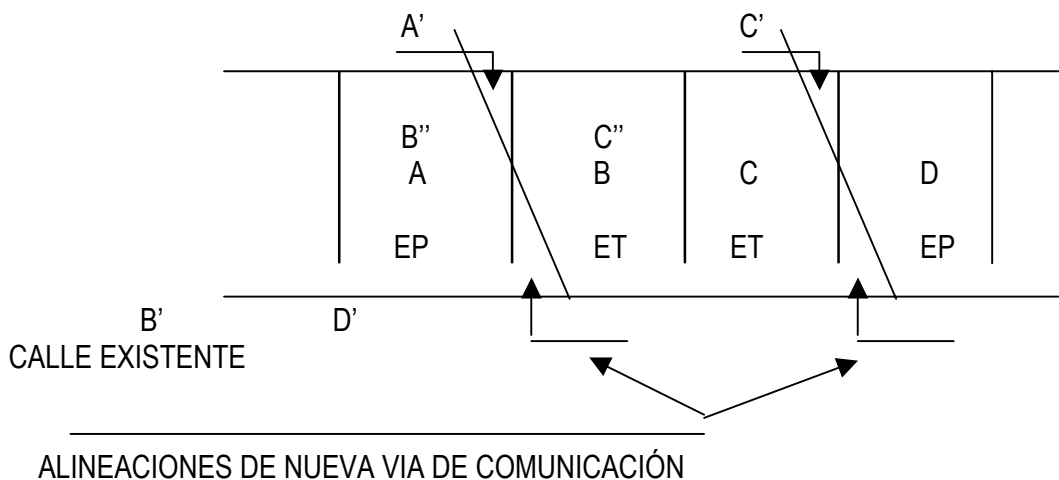 A’ C’
B’’ C’’
A B C D
EP ET ET EP
B’ D’
CALLE EXISTENTE
ALINEACIONES DE NUEVA VIA DE COMUNICACIÓN